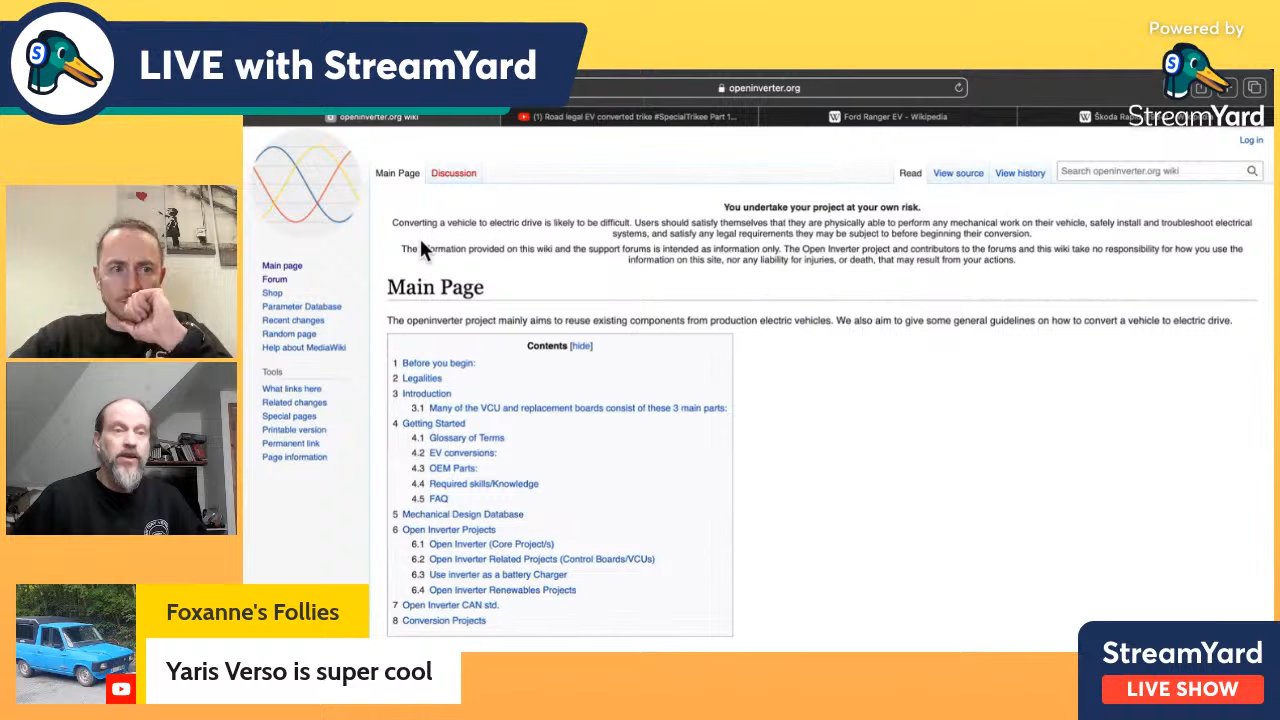 S
LIVE with StreamYard
Powered by
S
StreamYard
openinverter.org
openinverter.org wiki
(1) Road legal EV converted trike #SpecialTrikee Part 1...
Ford Ranger EV - Wikipedia
Škoda
Log in
Main Page
Discussion
Read
View source
View history
Search openinverter.org wiki
You undertake your project at your own risk.
Converting a vehicle to electric drive is likely to be difficult. Users should satisfy themselves that they are physically able to perform any mechanical work on their vehicle, safely install and troubleshoot electrical
systems, and satisfy any legal requirements they may be subject to before beginning their conversion.
The information provided on this wiki and the support forums is intended as information only. The Open Inverter project and contributors to the forums and this wiki take no responsibility for how you use the
information on this site, nor any liability for injuries, or death, that may result from your actions.
Main page
Forum
Shop
Parameter Database
Recent changes
Random page
Help about MediaWiki
Tools
What links here
Related changes
Special pages
Printable version
Permanent link
Page information
Main Page
The openinverter project mainly aims to reuse existing components from production electric vehicles. We also aim to give some general guidelines on how to convert a vehicle to electric drive.
Contents [hide]
1 Before you begin:
2 Legalities
3 Introduction
3.1 Many of the VCU and replacement boards consist of these 3 main parts:
4 Getting Started
4.1 Glossary of Terms
4.2 EV conversions:
4.3 OEM Parts:
4.4 Required skills/Knowledge
4.5 FAQ
5 Mechanical Design Database
6 Open Inverter Projects
6.1 Open Inverter (Core Project/s)
6.2 Open Inverter Related Projects (Control Boards/VCUs)
6.3 Use inverter as a battery Charger
6.4 Open Inverter Renewables Projects
7 Open Inverter CAN std.
8 Conversion Projects
Foxanne's Follies
Yaris Verso is super cool
StreamYard
LIVE SHOW